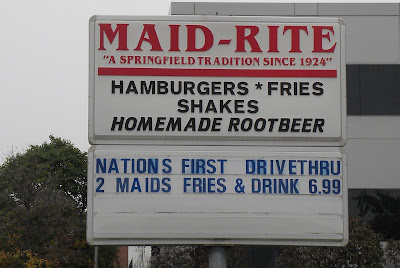 MAID-RITE
"A SPRINGFIELD TRADITION SINCE 1924"
HAMBURGERS * FRIES
SHAKES
HOMEMADE ROOTBEER
NATIONS FIRST DRIVETHRU
2 MAIDS FRIES & DRINK 6.99